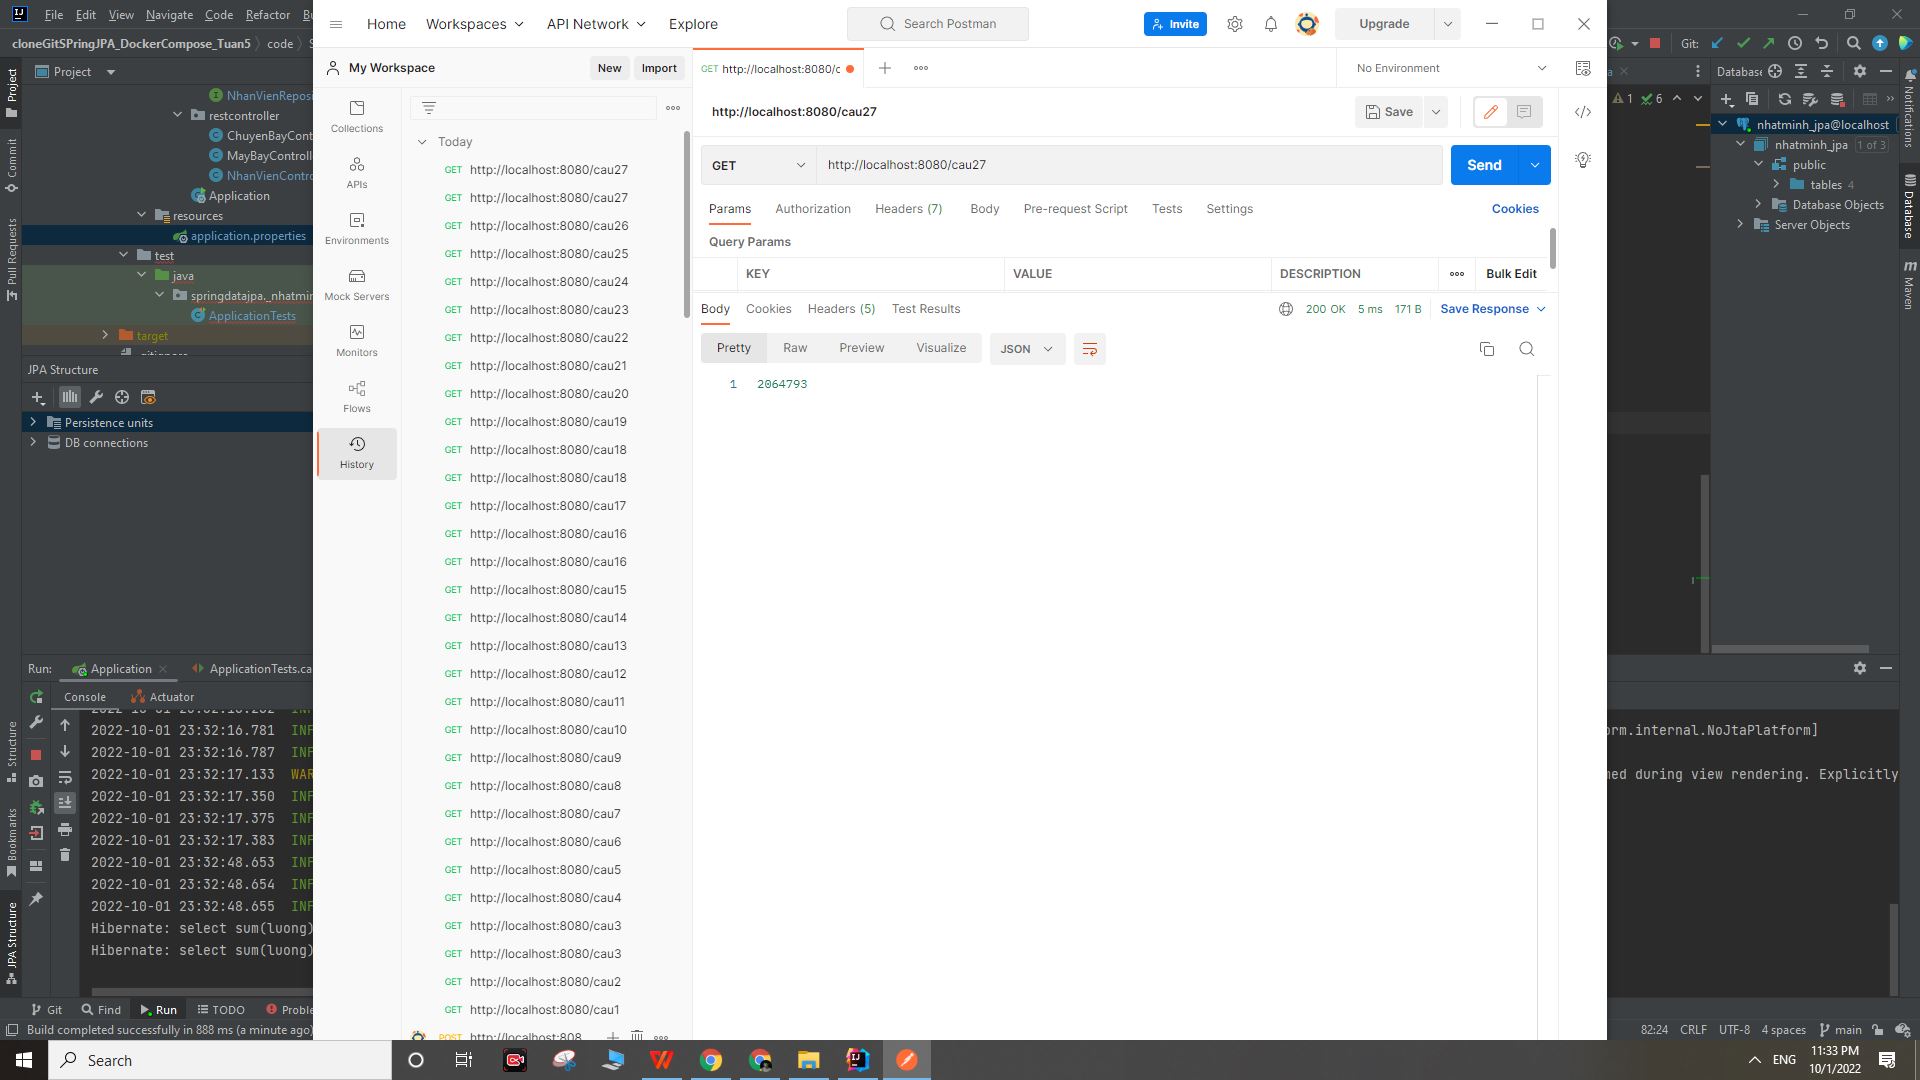 File Edit View Navigate Code Refactor
cloneGitSPringJPA_DockerCompose_Tuan5 code
Project
NhanVienRepos
restcontroller
ChuyenBayCont
MayBayControll
NhanVienContro
Application
resources
application.properties
test
java
springdatajpa._nhatmin
ApplicationTests
target
JPA Structure
Persistence units
DB connections
Project
Commit
Pull Requests
Structure
Bookmarks
JPA Structure
Run: Application ApplicationTests.ca
Console Actuator
2022-10-01 23:32:16.781 INF
2022-10-01 23:32:16.787 INF
2022-10-01 23:32:17.133 WAR
2022-10-01 23:32:17.350 INF
2022-10-01 23:32:17.375 INF
2022-10-01 23:32:17.383 INF
2022-10-01 23:32:48.653 INF
2022-10-01 23:32:48.654 INF
2022-10-01 23:32:48.655 INF
Hibernate: select sum(luong)
Hibernate: select sum(luong)
Git Find Run TODO Proble
Build completed successfully in 888 ms (a minute ago)
Home Workspaces API Network Explore
Search Postman
Invite
Upgrade
My Workspace
New Import
Collections
APIs
Environments
Mock Servers
Monitors
Flows
History
Today
GET http://localhost:8080/cau27
GET http://localhost:8080/cau27
GET http://localhost:8080/cau26
GET http://localhost:8080/cau25
GET http://localhost:8080/cau24
GET http://localhost:8080/cau23
GET http://localhost:8080/cau22
GET http://localhost:8080/cau21
GET http://localhost:8080/cau20
GET http://localhost:8080/cau19
GET http://localhost:8080/cau18
GET http://localhost:8080/cau18
GET http://localhost:8080/cau17
GET http://localhost:8080/cau16
GET http://localhost:8080/cau16
GET http://localhost:8080/cau15
GET http://localhost:8080/cau14
GET http://localhost:8080/cau13
GET http://localhost:8080/cau12
GET http://localhost:8080/cau11
GET http://localhost:8080/cau10
GET http://localhost:8080/cau9
GET http://localhost:8080/cau8
GET http://localhost:8080/cau7
GET http://localhost:8080/cau6
GET http://localhost:8080/cau5
GET http://localhost:8080/cau4
GET http://localhost:8080/cau3
GET http://localhost:8080/cau3
GET http://localhost:8080/cau2
GET http://localhost:8080/cau1
POST http://localhost:808
GET http://localhost:8080/c
No Environment
http://localhost:8080/cau27
Save
GET http://localhost:8080/cau27 Send
Params Authorization Headers (7) Body Pre-request Script Tests Settings Cookies
Query Params
KEY VALUE DESCRIPTION Bulk Edit
Body Cookies Headers (5) Test Results 200 OK 5 ms 171 B Save Response
Pretty Raw Preview Visualize JSON
1 2064793
Git:
Database
1 6
nhatminh_jpa@localhost
nhatminh_jpa 1 of 3
public
tables 4
Database Objects
Server Objects
Notifications
Database
m Maven
orm.internal.NoJtaPlatform]
med during view rendering. Explicitly
82:24 CRLF UTF-8 4 spaces main
Search
ENG
11:33 PM
10/1/2022